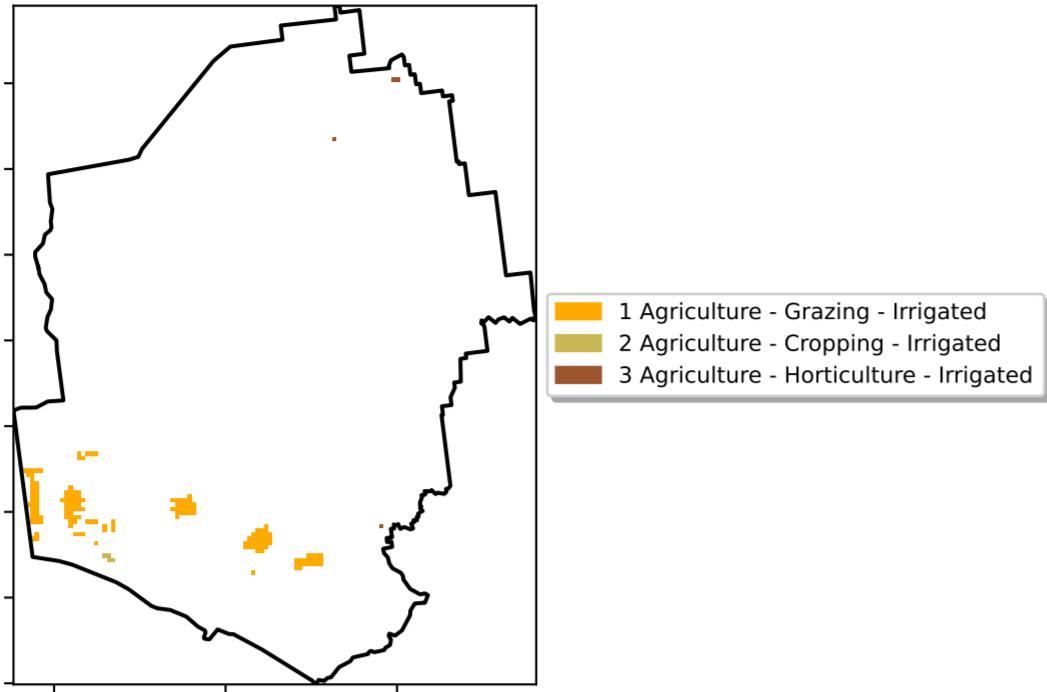 1 Agriculture - Grazing - Irrigated
2 Agriculture - Cropping - Irrigated
3 Agriculture - Horticulture - Irrigated